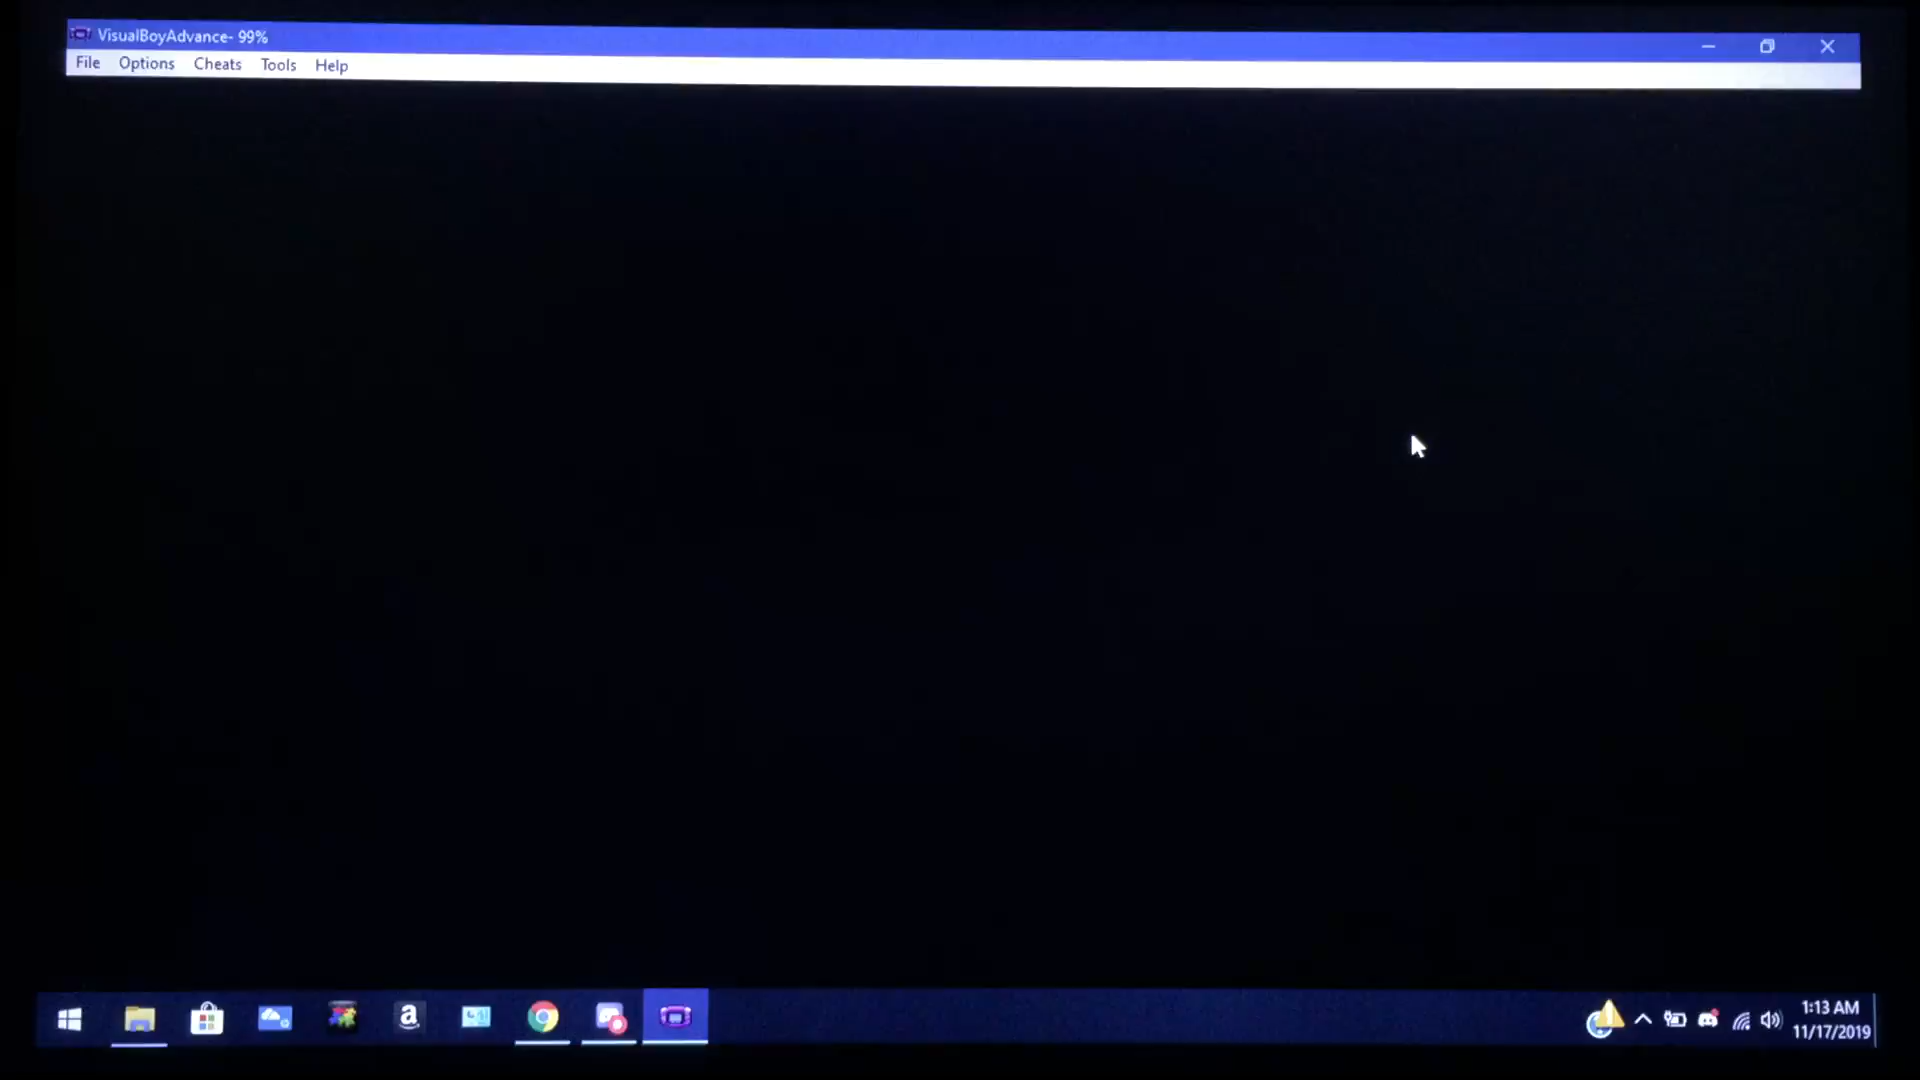 VisualBoyAdvance- 99%
File Options Cheats Tools Help
a
1:13 AM
11/17/2019